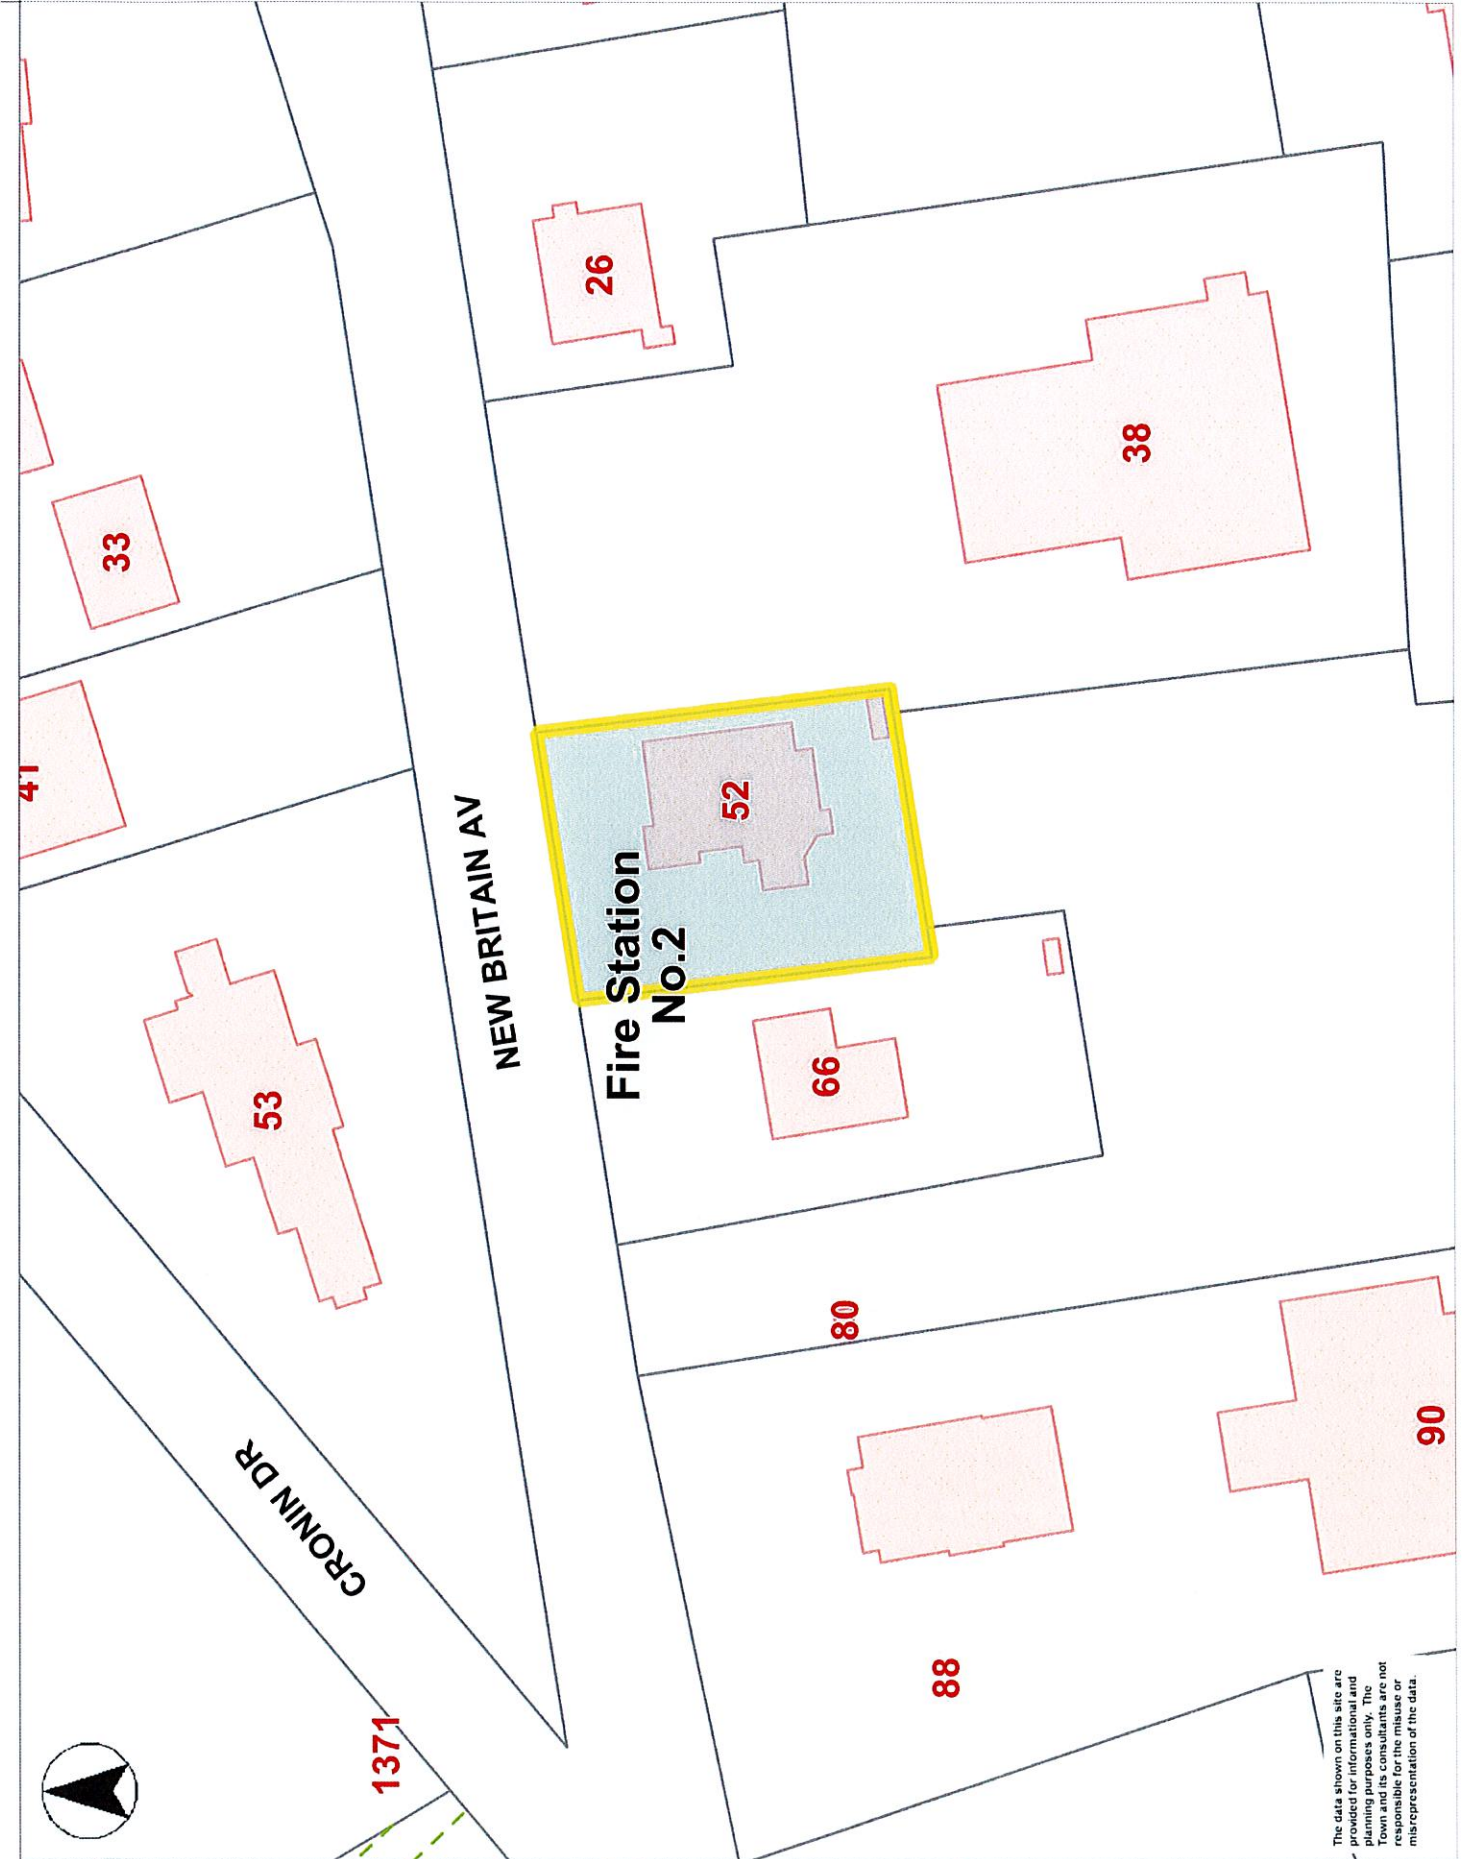 33
41
53
NEW BRITAIN AV
CRONIN DR
1371
26
38
52
Fire Station
No.2
66
80
88
90
The data shown on this site are
provided for informational and
planning purposes only. The
Town and its consultants are not
responsible for the misuse or
misrepresentation of the data.